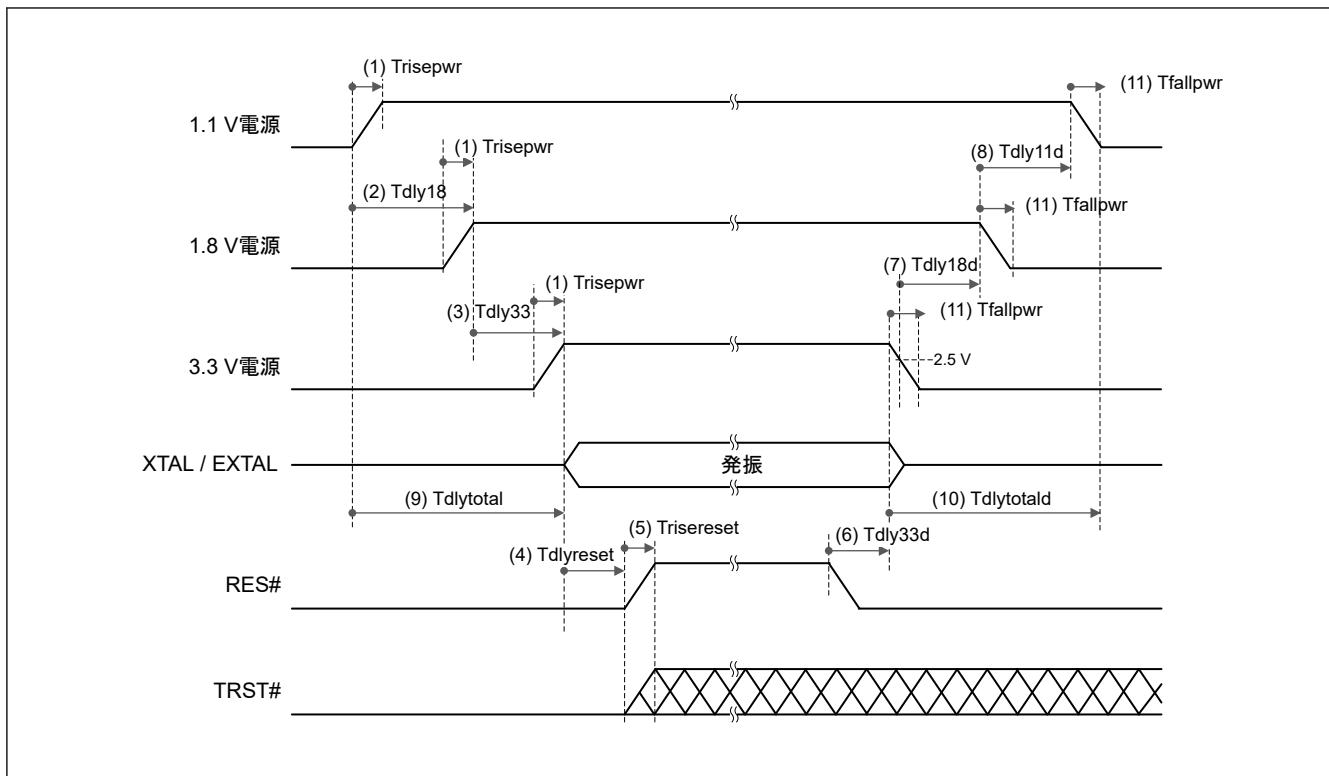 (1) Trisepwr
(11) Tfallpwr
1.1 V電源
(1) Trisepwr
(8) Tdly11d
(2) Tdly18
(11) Tfallpwr
1.8 V電源
(7) Tdly18d
(1) Trisepwr
(3) Tdly33
(11) Tfallpwr
3.3 V電源
2.5 V
XTAL / EXTAL
発振
(9) Tdlytotal
(10) Tdlytotald
(5) Trisereset
(6) Tdly33d
(4) Tdlyreset
RES#
TRST#